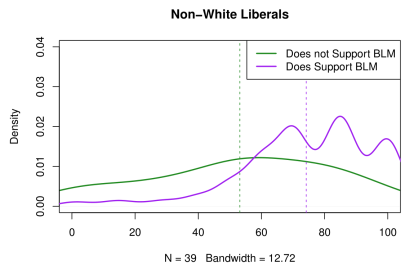 Non−White Liberals
Does not Support BLM
Does Support BLM
Density
0.04
0.03
0.02
0.01
0.00
0 20 40 60 80 100
N = 39 Bandwidth = 12.72